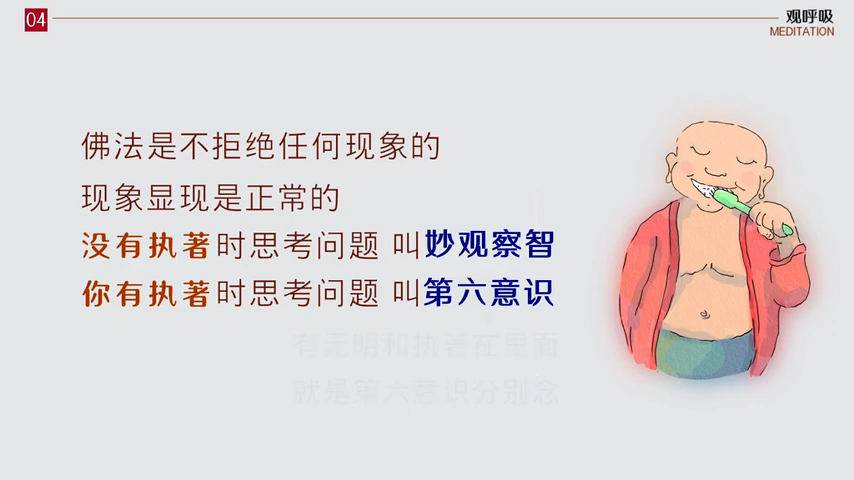 04
观呼吸
MEDITATION
佛法是不拒绝任何现象的
现象显现是正常的
没有执著时思考问题 叫妙观察智
你有执著时思考问题 叫第六意识
有无明和执著在里面
就是第六意识分别念